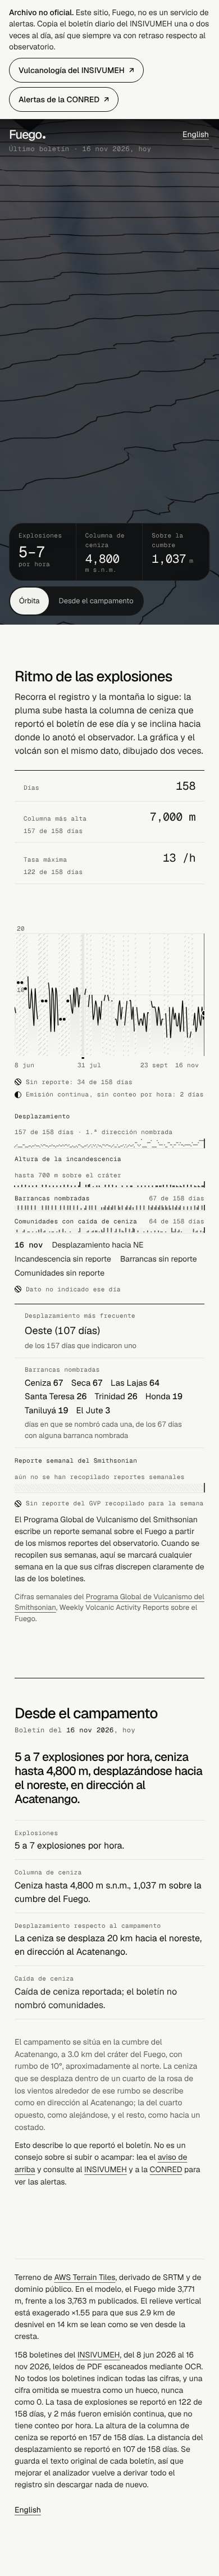 Archivo no oficial. Este sitio, Fuego, no es un servicio de
alertas. Copia el boletín diario del INSIVUMEH una o dos
veces al día, así que siempre va con retraso respecto al
observatorio.
Vulcanología del INSIVUMEH ↗
Alertas de la CONRED ↗
Fuego.
English
Último boletín · 16 nov 2026, hoy
Explosiones
5–7
por hora
Columna de
ceniza
4,800
m s.n.m.
Sobre la
cumbre
1,037 m
Órbita
Desde el campamento
Ritmo de las explosiones
Recorra el registro y la montaña lo sigue: la
pluma sube hasta la columna de ceniza que
reportó el boletín de ese día y se inclina hacia
donde lo anotó el observador. La gráfica y el
volcán son el mismo dato, dibujado dos veces.
Días
158
Columna más alta
7,000 m
157 de 158 días
Tasa máxima
13 /h
122 de 158 días
20
10
8 jun
31 jul
23 sept
16 nov
Sin reporte: 34 de 158 días
Emisión continua, sin conteo por hora: 2 días
Desplazamiento
157 de 158 días · 1.ª dirección nombrada
Altura de la incandescencia
hasta 700 m sobre el cráter
Barrancas nombradas
67 de 158 días
Comunidades con caída de ceniza
64 de 158 días
16 nov Desplazamiento hacia NE
Incandescencia sin reporte Barrancas sin reporte
Comunidades sin reporte
Dato no indicado ese día
Desplazamiento más frecuente
Oeste (107 días)
de los 157 días que indicaron uno
Barrancas nombradas
Ceniza 67 Seca 67 Las Lajas 64
Santa Teresa 26 Trinidad 26 Honda 19
Taniluyá 19 El Jute 3
días en que se nombró cada una, de los 67 días
con alguna barranca nombrada
Reporte semanal del Smithsonian
aún no se han recopilado reportes semanales
Sin reporte del GVP recopilado para la semana
El Programa Global de Vulcanismo del Smithsonian
escribe un reporte semanal sobre el Fuego a partir
de los mismos reportes del observatorio. Cuando se
recopilen sus semanas, aquí se marcará cualquier
semana en la que sus cifras discrepen claramente de
las de los boletines.
Cifras semanales del Programa Global de Vulcanismo del
Smithsonian, Weekly Volcanic Activity Reports sobre el
Fuego.
Desde el campamento
Boletín del 16 nov 2026, hoy
5 a 7 explosiones por hora, ceniza
hasta 4,800 m, desplazándose hacia
el noreste, en dirección al
Acatenango.
Explosiones
5 a 7 explosiones por hora.
Columna de ceniza
Ceniza hasta 4,800 m s.n.m., 1,037 m sobre la
cumbre del Fuego.
Desplazamiento respecto al campamento
La ceniza se desplaza 20 km hacia el noreste,
en dirección al Acatenango.
Caída de ceniza
Caída de ceniza reportada; el boletín no
nombró comunidades.
El campamento se sitúa en la cumbre del
Acatenango, a 3.0 km del cráter del Fuego, con
rumbo de 10°, aproximadamente al norte. La ceniza
que se desplaza dentro de un cuarto de la rosa de
los vientos alrededor de ese rumbo se describe
como en dirección al Acatenango; la del cuarto
opuesto, como alejándose, y el resto, como hacia un
costado.
Esto describe lo que reportó el boletín. No es un
consejo sobre si subir o acampar: lea el aviso de
arriba y consulte al INSIVUMEH y a la CONRED para
ver las alertas.
Terreno de AWS Terrain Tiles, derivado de SRTM y de
dominio público. En el modelo, el Fuego mide 3,771
m, frente a los 3,763 m publicados. El relieve vertical
está exagerado ×1.55 para que sus 2.9 km de
desnivel en 14 km se lean como se ven desde la
cresta.
158 boletines del INSIVUMEH, del 8 jun 2026 al 16
nov 2026, leídos de PDF escaneados mediante OCR.
No todos los boletines indican todas las cifras, y una
cifra omitida se muestra como un hueco, nunca
como 0. La tasa de explosiones se reportó en 122 de
158 días, y 2 más fueron emisión continua, que no
tiene conteo por hora. La altura de la columna de
ceniza se reportó en 157 de 158 días. La distancia del
desplazamiento se reportó en 107 de 158 días. Se
guarda el texto original de cada boletín, así que
mejorar el analizador vuelve a derivar todo el
registro sin descargar nada de nuevo.
English